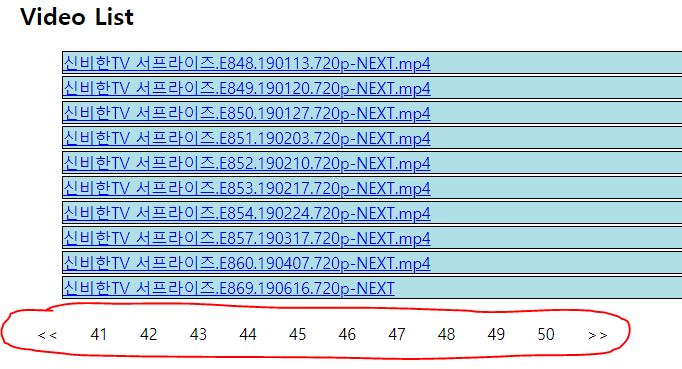 Video List
신비한TV 서프라이즈.E848.190113.720p-NEXT.mp4
신비한TV 서프라이즈.E849.190120.720p-NEXT.mp4
신비한TV 서프라이즈.E850.190127.720p-NEXT.mp4
신비한TV 서프라이즈.E851.190203.720p-NEXT.mp4
신비한TV 서프라이즈.E852.190210.720p-NEXT.mp4
신비한TV 서프라이즈.E853.190217.720p-NEXT.mp4
신비한TV 서프라이즈.E854.190224.720p-NEXT.mp4
신비한TV 서프라이즈.E857.190317.720p-NEXT.mp4
신비한TV 서프라이즈.E860.190407.720p-NEXT.mp4
신비한TV 서프라이즈.E869.190616.720p-NEXT
<< 41 42 43 44 45 46 47 48 49 50 >>